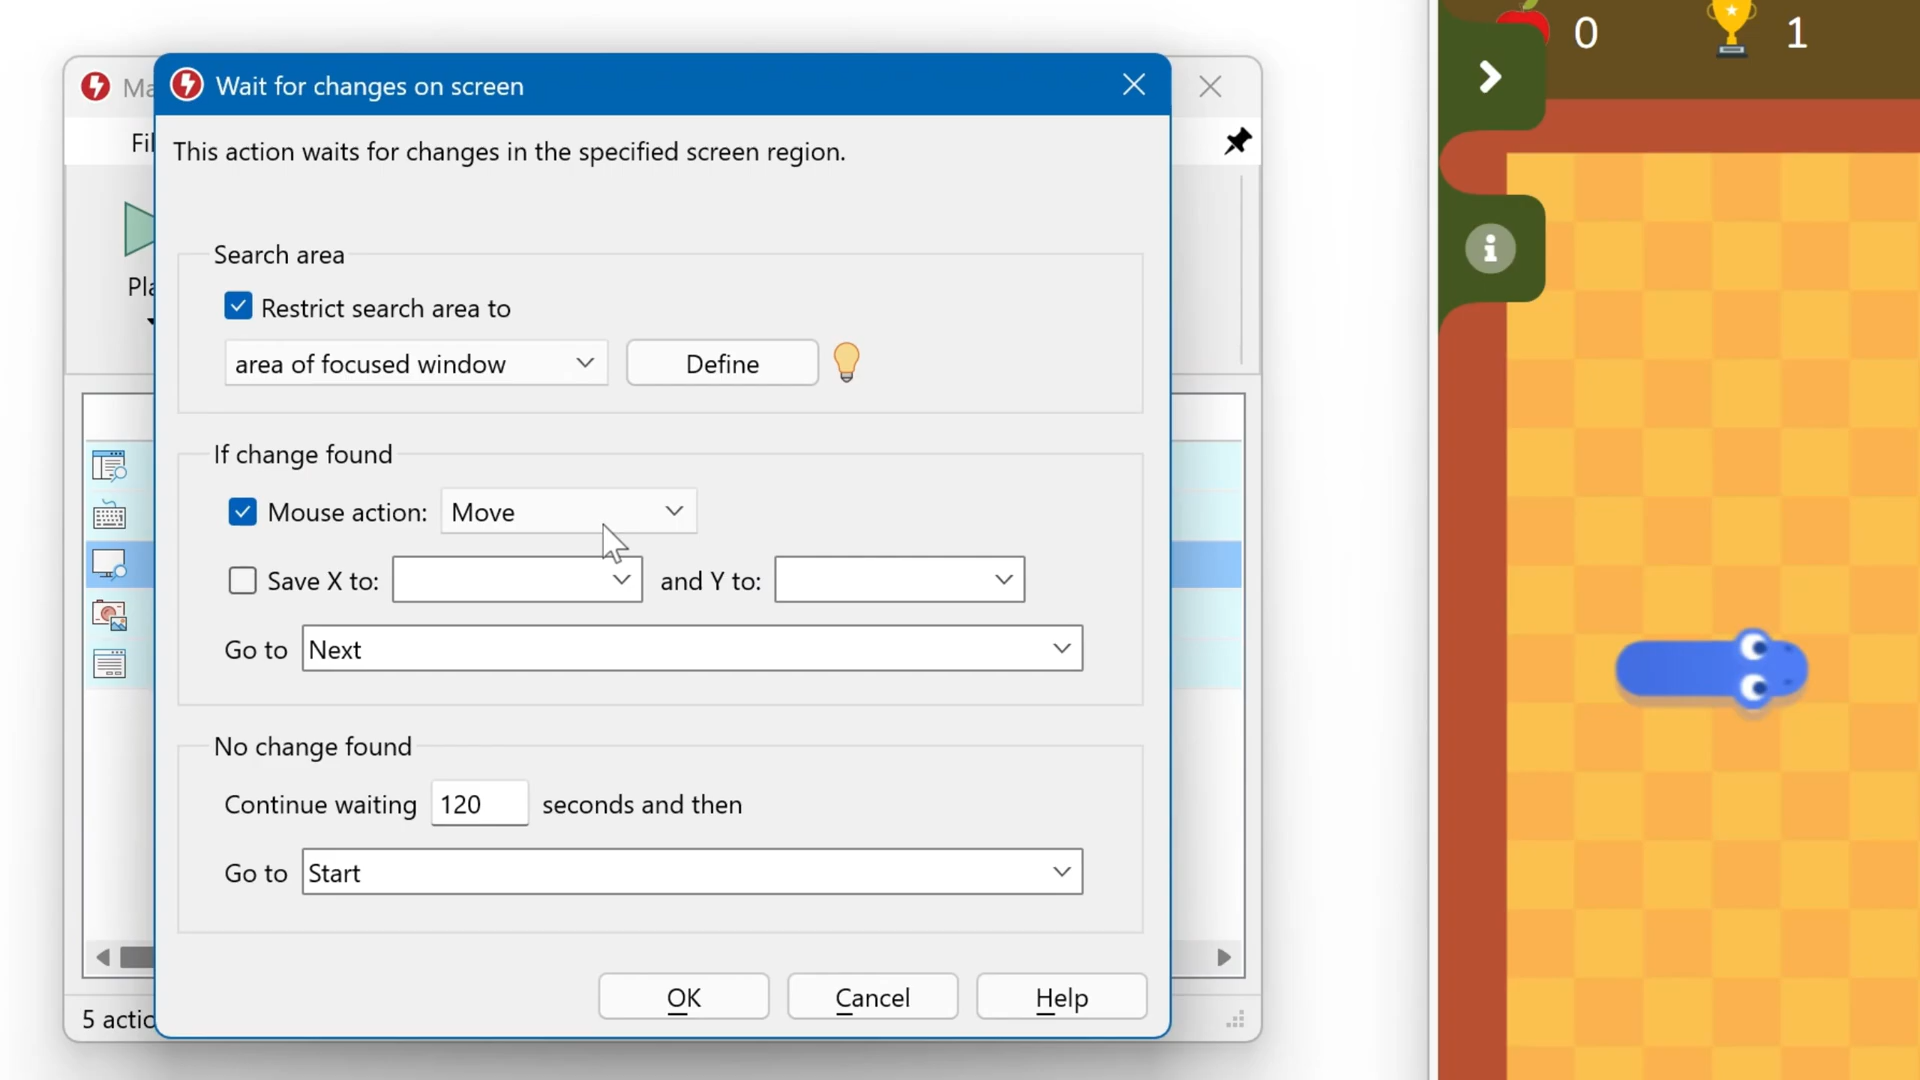 Ma
Wait for changes on screen
Fil
This action waits for changes in the specified screen region.
Pla
Search area
Restrict search area to
area of focused window
Define
If change found
Mouse action:
Move
Save X to:
and Y to:
Go to
Next
No change found
Continue waiting
120
seconds and then
Go to
Start
OK
Cancel
Help
5 actio
0
1